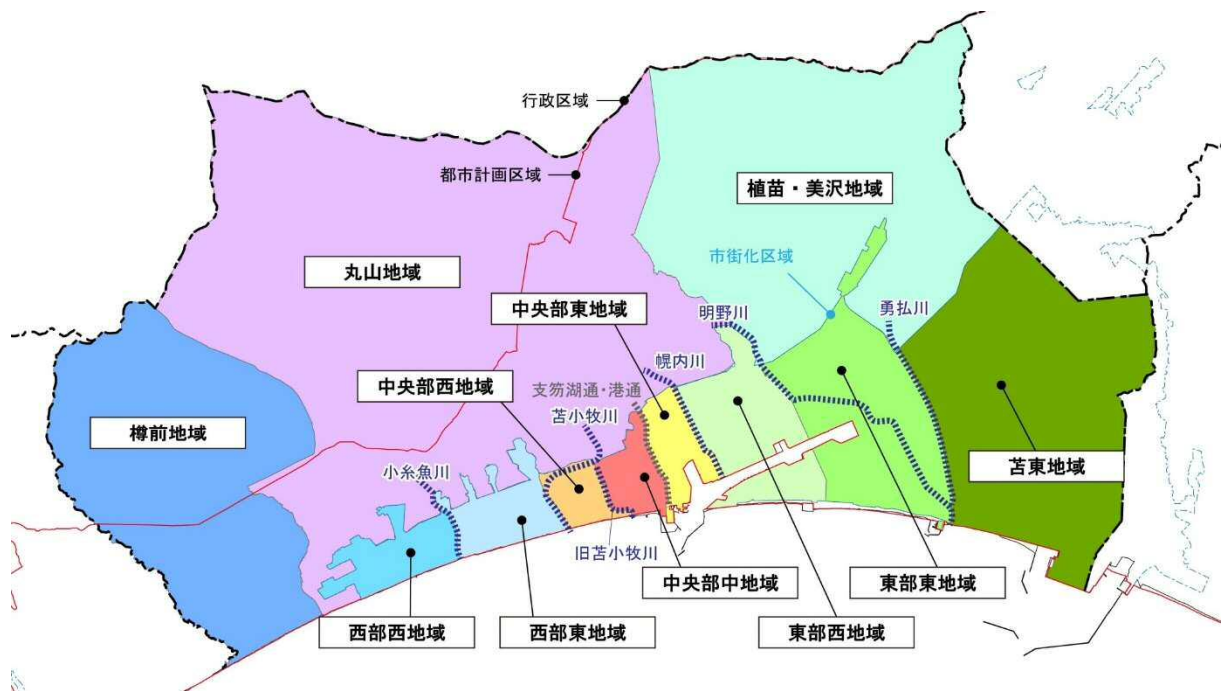 行政区域
都市計画区域
植苗・美沢地域
市街化区域
丸山地域
中央部東地域
明野川
勇払川
幌内川
中央部西地域
支笏湖通・港通
苫小牧川
樽前地域
小糸魚川
苫東地域
旧苫小牧川
中央部中地域
東部東地域
西部西地域
西部東地域
東部西地域